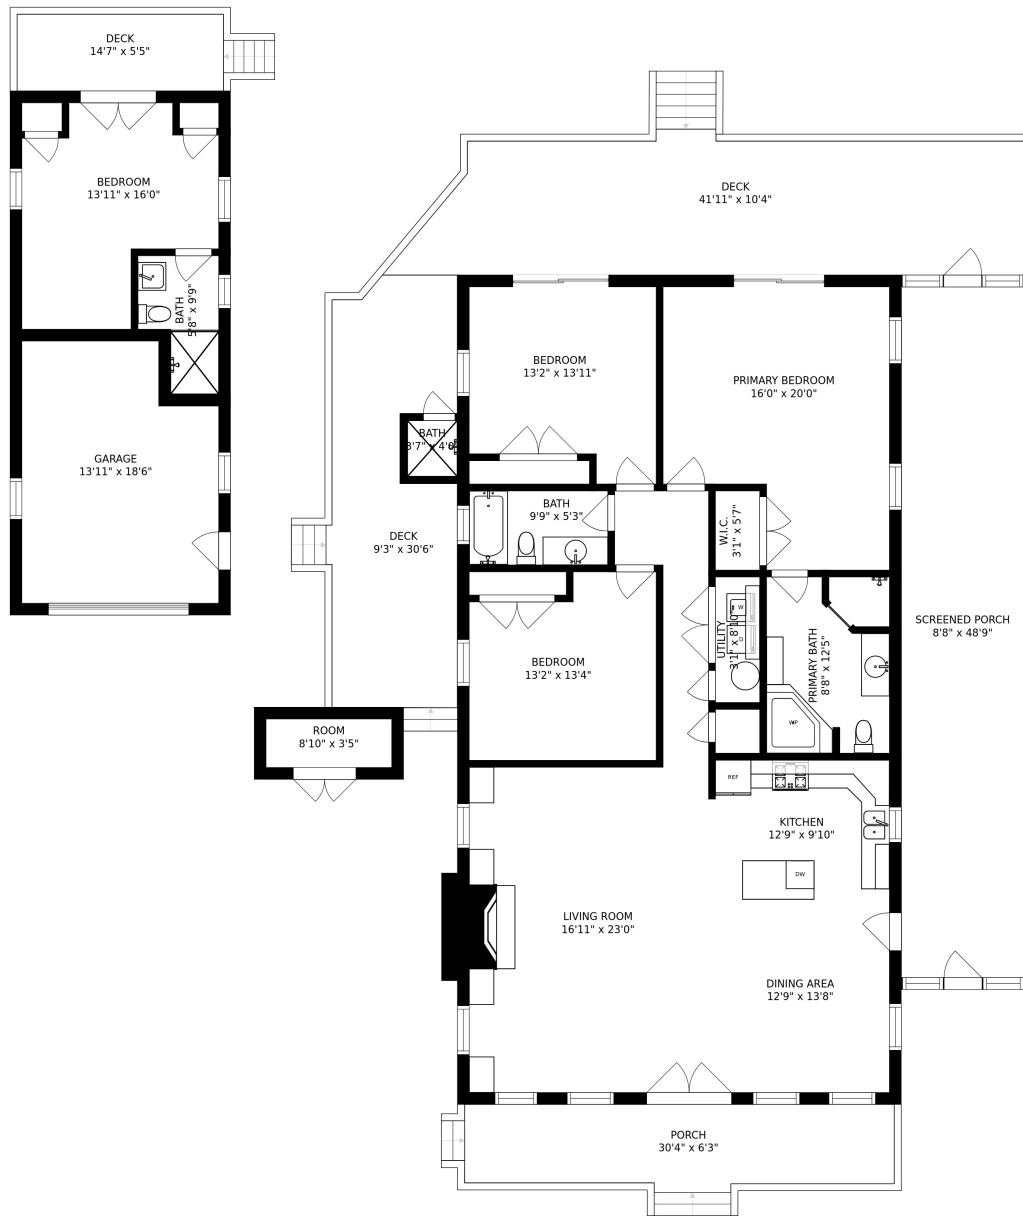 DECK
14'7" x 5'5"
BEDROOM
13'11" x 16'0"
BATH
5'8" x 9'9"
GARAGE
13'11" x 18'6"
DECK
41'11" x 10'4"
BEDROOM
13'2" x 13'11"
PRIMARY BEDROOM
16'0" x 20'0"
BATH
DECK
9'3" x 30'6"
BATH
9'9" x 5'3"
W.I.C.
3'1" x 5'7"
UTILITY
3'1" x 8'10"
W
D
PRIMARY BATH
8'8" x 12'5"
WP
SCREENED PORCH
8'8" x 48'9"
BEDROOM
13'2" x 13'4"
ROOM
8'10" x 3'5"
REF
KITCHEN
12'9" x 9'10"
DW
LIVING ROOM
16'11" x 23'0"
DINING AREA
12'9" x 13'8"
PORCH
30'4" x 6'3"